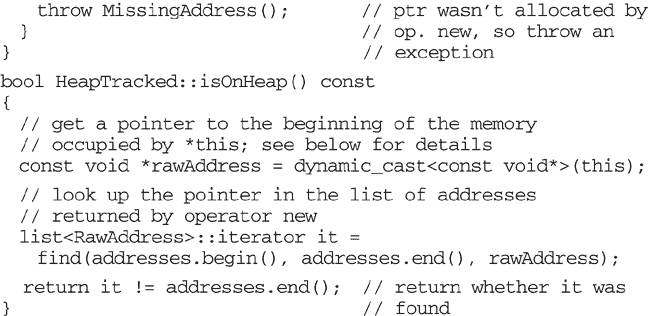 throw MissingAddress();        // ptr wasn't allocated by
  }                                // op. new, so throw an
}                                  // exception
bool HeapTracked::isOnHeap() const
{
  // get a pointer to the beginning of the memory
  // occupied by *this; see below for details
  const void *rawAddress = dynamic_cast<const void*>(this);
  // look up the pointer in the list of addresses
  // returned by operator new
  list<RawAddress>::iterator it =
    find(addresses.begin(), addresses.end(), rawAddress);
  return it != addresses.end();  // return whether it was
}                                  // found